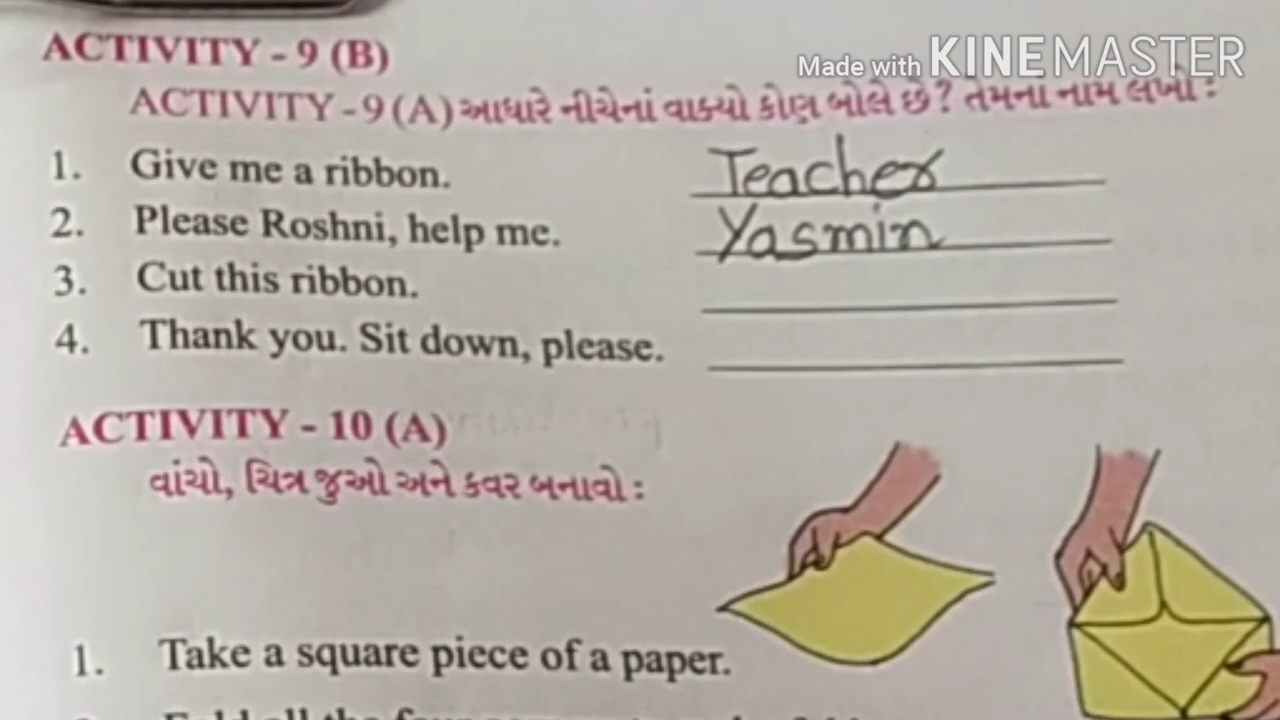 Made with KINEMASTER
ACTIVITY - 9 (B)
ACTIVITY - 9 (A) આધારે નીચેનાં વાક્યો કોણ બોલે છે? તેમના નામ લખો :
1. Give me a ribbon. Teacher
2. Please Roshni, help me. Yasmin
3. Cut this ribbon.
4. Thank you. Sit down, please.
ACTIVITY - 10 (A)
વાંચો, ચિત્ર જુઓ અને કવર બનાવો :
1. Take a square piece of a paper.